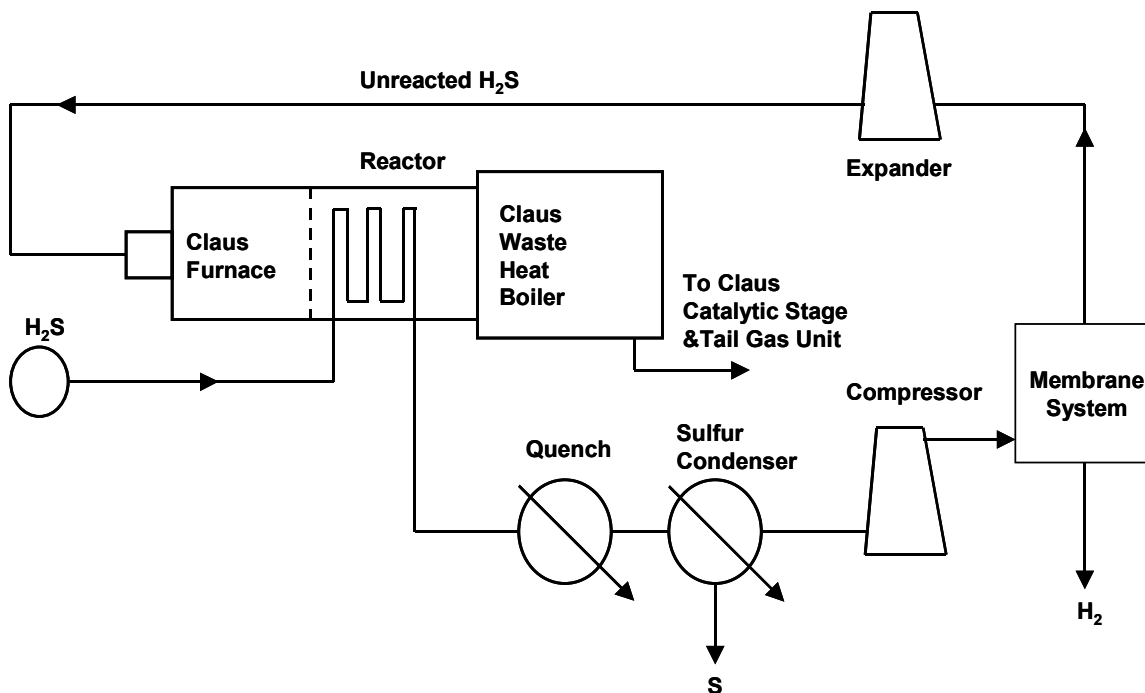 Unreacted H₂S
Expander
Reactor
Claus
Furnace
Claus
Waste
Heat
Boiler
To Claus
Catalytic Stage
&Tail Gas Unit
H₂S
Compressor
Membrane
System
Quench
Sulfur
Condenser
H₂
S